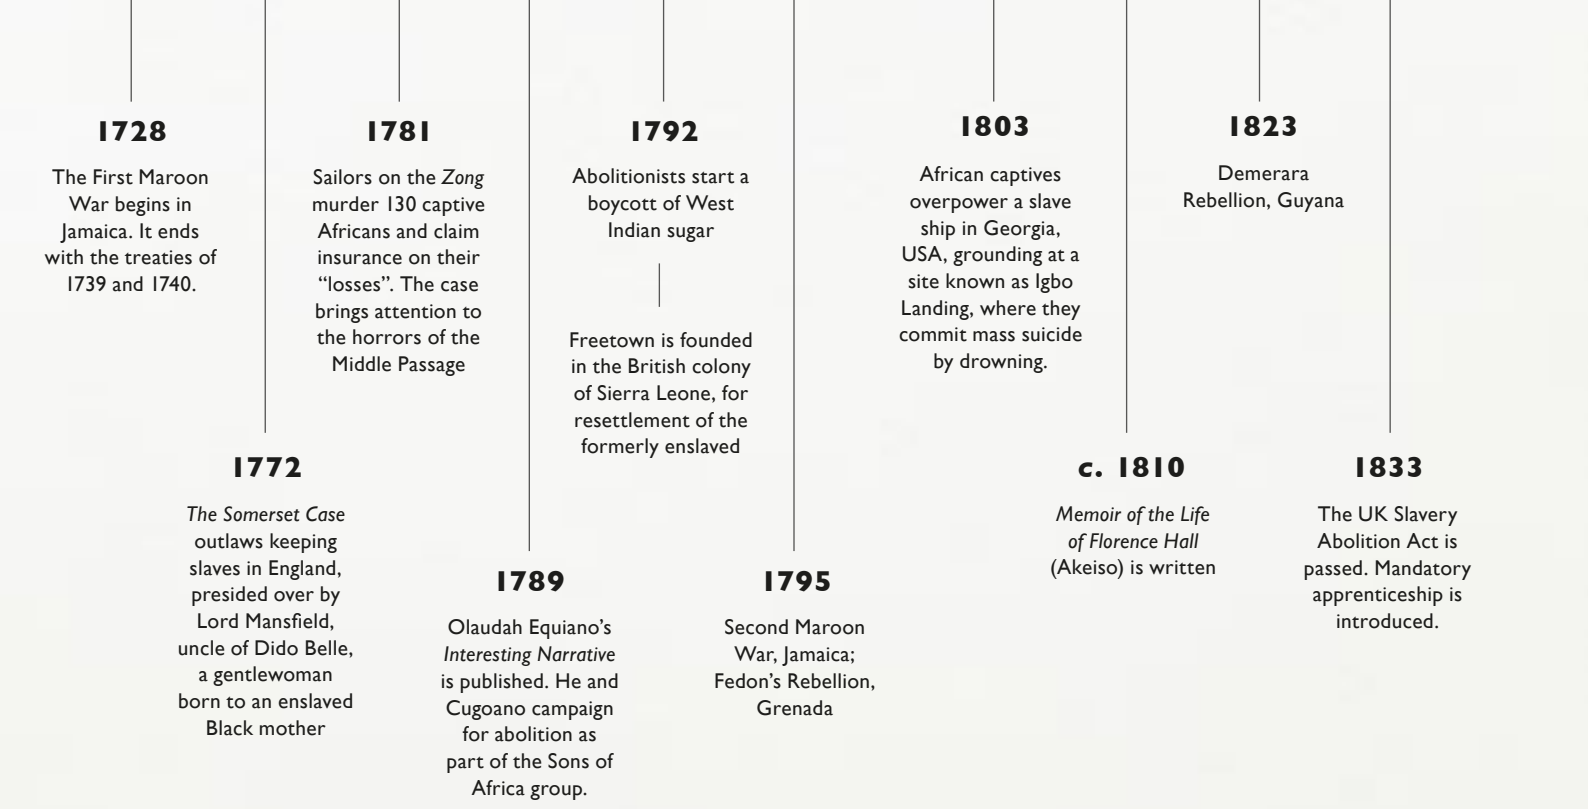 1728
The First Maroon
War begins in
Jamaica. It ends
with the treaties of
1739 and 1740.
1772
The Somerset Case
outlaws keeping
slaves in England,
presided over by
Lord Mansfield,
uncle of Dido Belle,
a gentlewoman
born to an enslaved
Black mother
1781
Sailors on the Zong
murder 130 captive
Africans and claim
insurance on their
“losses”. The case
brings attention to
the horrors of the
Middle Passage
1789
Olaudah Equiano’s
Interesting Narrative
is published. He and
Cugoano campaign
for abolition as
part of the Sons of
Africa group.
1792
Abolitionists start a
boycott of West
Indian sugar
Freetown is founded
in the British colony
of Sierra Leone, for
resettlement of the
formerly enslaved
1795
Second Maroon
War, Jamaica;
Fedon’s Rebellion,
Grenada
1803
African captives
overpower a slave
ship in Georgia,
USA, grounding at a
site known as Igbo
Landing, where they
commit mass suicide
by drowning.
c. 1810
Memoir of the Life
of Florence Hall
(Akeiso) is written
1823
Demerara
Rebellion, Guyana
1833
The UK Slavery
Abolition Act is
passed. Mandatory
apprenticeship is
introduced.